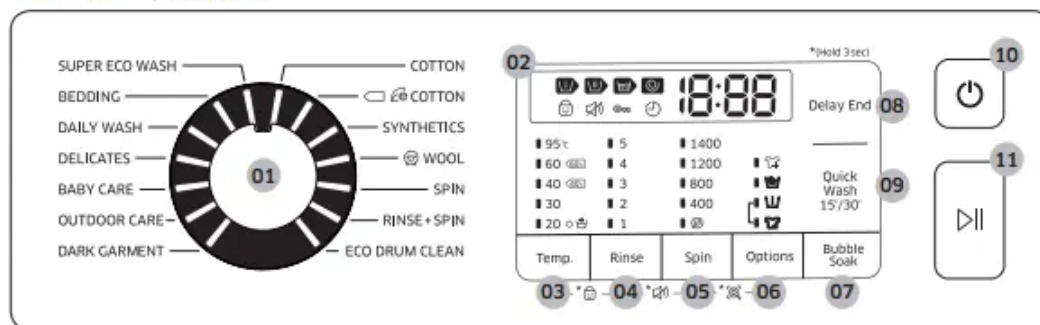 *(Hold 3 sec)
SUPER ECO WASH
BEDDING
DAILY WASH
DELICATES
BABY CARE
OUTDOOR CARE
DARK GARMENT
01
COTTON
COTTON
SYNTHETICS
WOOL
SPIN
RINSE+SPIN
ECO DRUM CLEAN
02
18:88
Delay End 08
95℃ 5 1400
60 4 1200
40 3 800
30 2 400
20 1
Quick
Wash
15'/30'
09
Temp. Rinse Spin Options Bubble
Soak
03 * 04 * 05 * 06 07
10
11